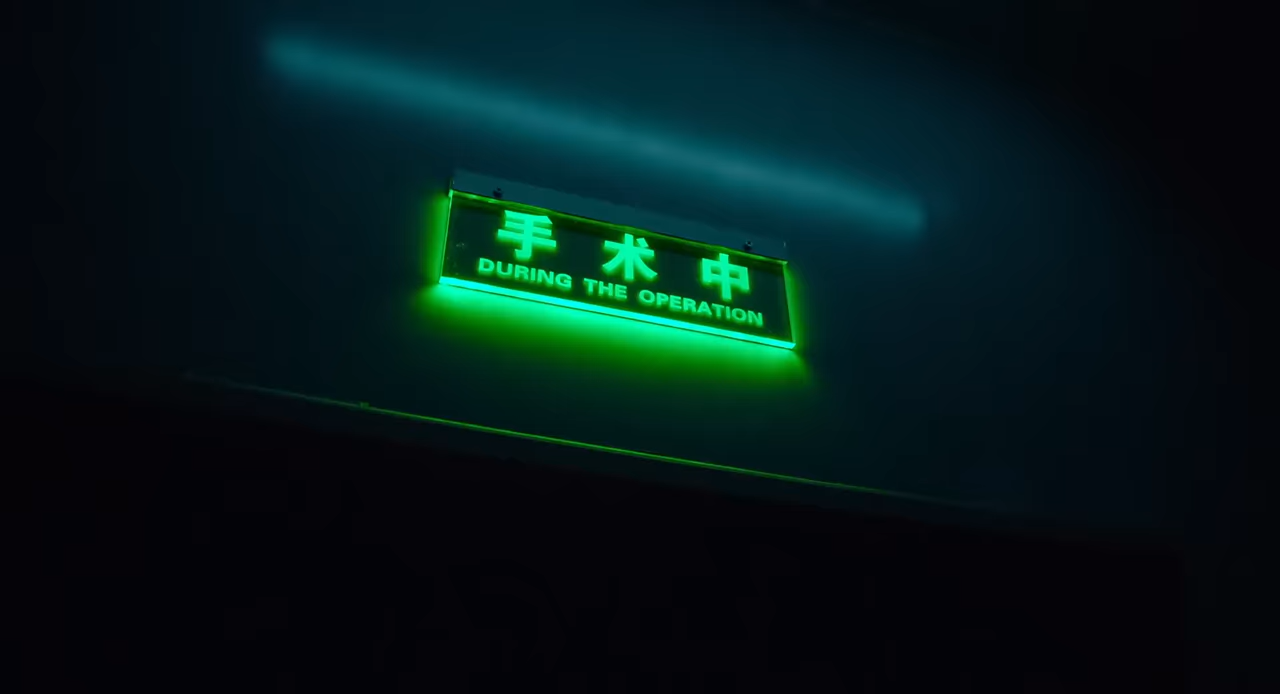 手术中
DURING THE OPERATION